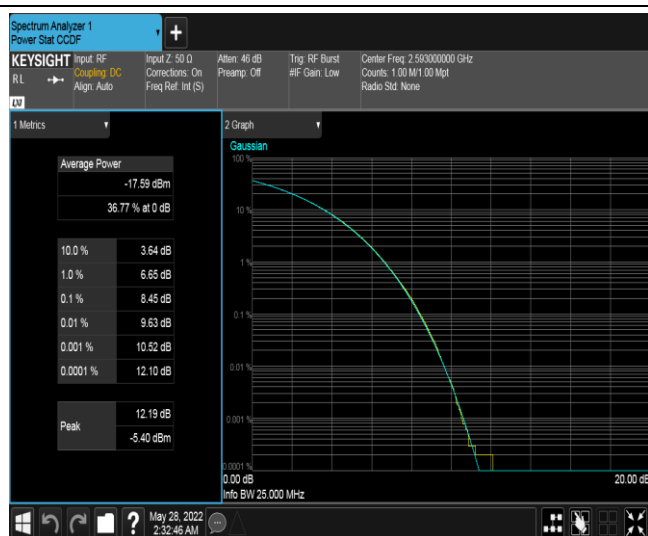 Spectrum Analyzer 1
Power Stat CCDF
+
KEYSIGHT
RL
LXI
Input: RF
Coupling: DC
Align: Auto
Input Z: 50 Ω
Corrections: On
Freq Ref: Int (S)
Atten: 46 dB
Preamp: Off
Trig: RF Burst
#IF Gain: Low
Center Freq: 2.593000000 GHz
Counts: 1.00 M/1.00 Mpt
Radio Std: None
1 Metrics
Average Power
-17.59 dBm
36.77 % at 0 dB
10.0 % 3.64 dB
1.0 % 6.65 dB
0.1 % 8.45 dB
0.01 % 9.63 dB
0.001 % 10.52 dB
0.0001 % 12.10 dB
Peak
12.19 dB
-5.40 dBm
2 Graph
Gaussian
100 %
10 %
1 %
0.1 %
0.01 %
0.001 %
0.0001 %
0.00 dB
20.00 dB
Info BW 25.000 MHz
?
May 28, 2022
2:32:46 AM